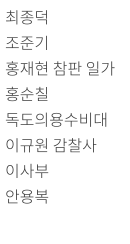 최종덕
조준기
홍재현 참판 일가
홍순칠
독도의용수비대
이규원 감찰사
이사부
안용복